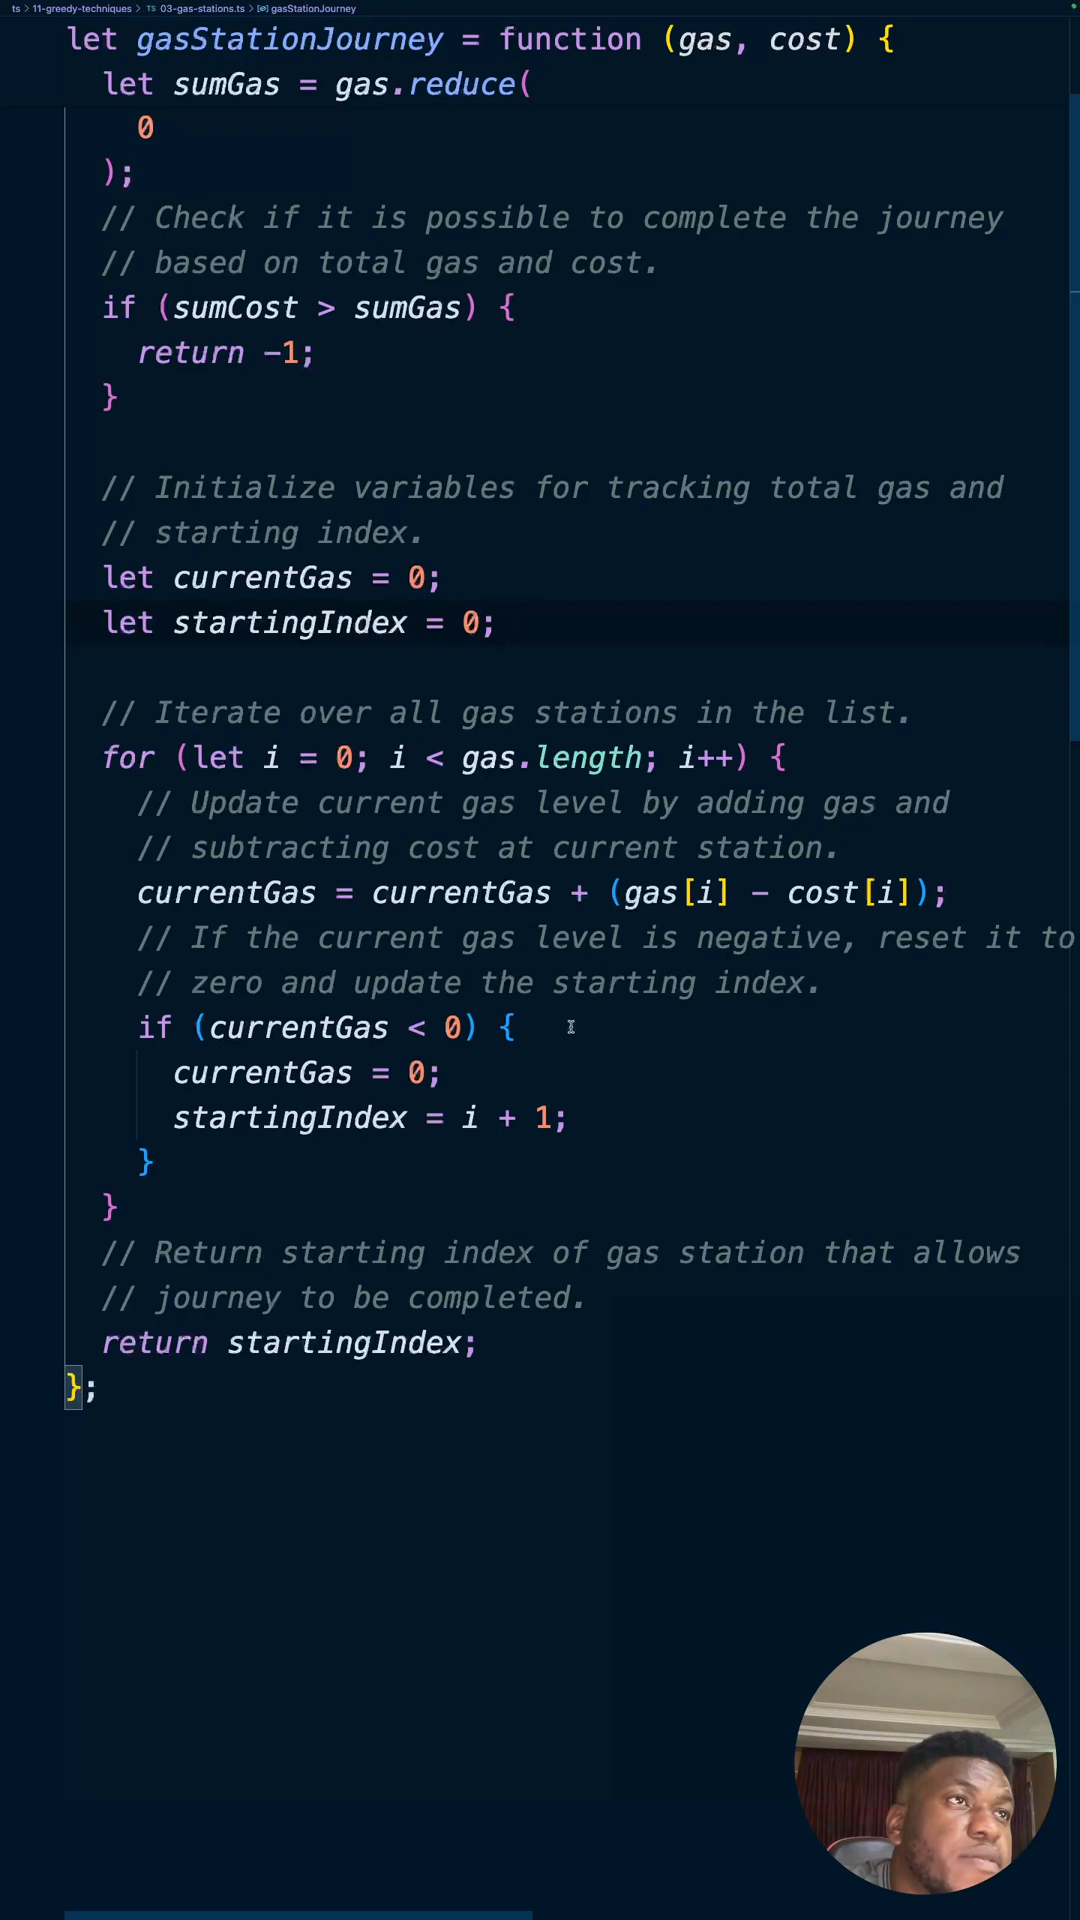 ts > 11-greedy-techniques > TS 03-gas-stations.ts > gasStationJourney
let gasStationJourney = function (gas, cost) {
let sumGas = gas.reduce(
0
);
// Check if it is possible to complete the journey
// based on total gas and cost.
if (sumCost > sumGas) {
return -1;
}
// Initialize variables for tracking total gas and
// starting index.
let currentGas = 0;
let startingIndex = 0;
// Iterate over all gas stations in the list.
for (let i = 0; i < gas.length; i++) {
// Update current gas level by adding gas and
// subtracting cost at current station.
currentGas = currentGas + (gas[i] - cost[i]);
// If the current gas level is negative, reset it to
// zero and update the starting index.
if (currentGas < 0) {
currentGas = 0;
startingIndex = i + 1;
}
}
// Return starting index of gas station that allows
// journey to be completed.
return startingIndex;
};